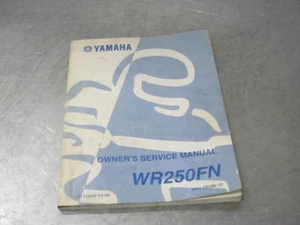 YAMAHA
OWNER'S SERVICE MANUAL
WR250FN